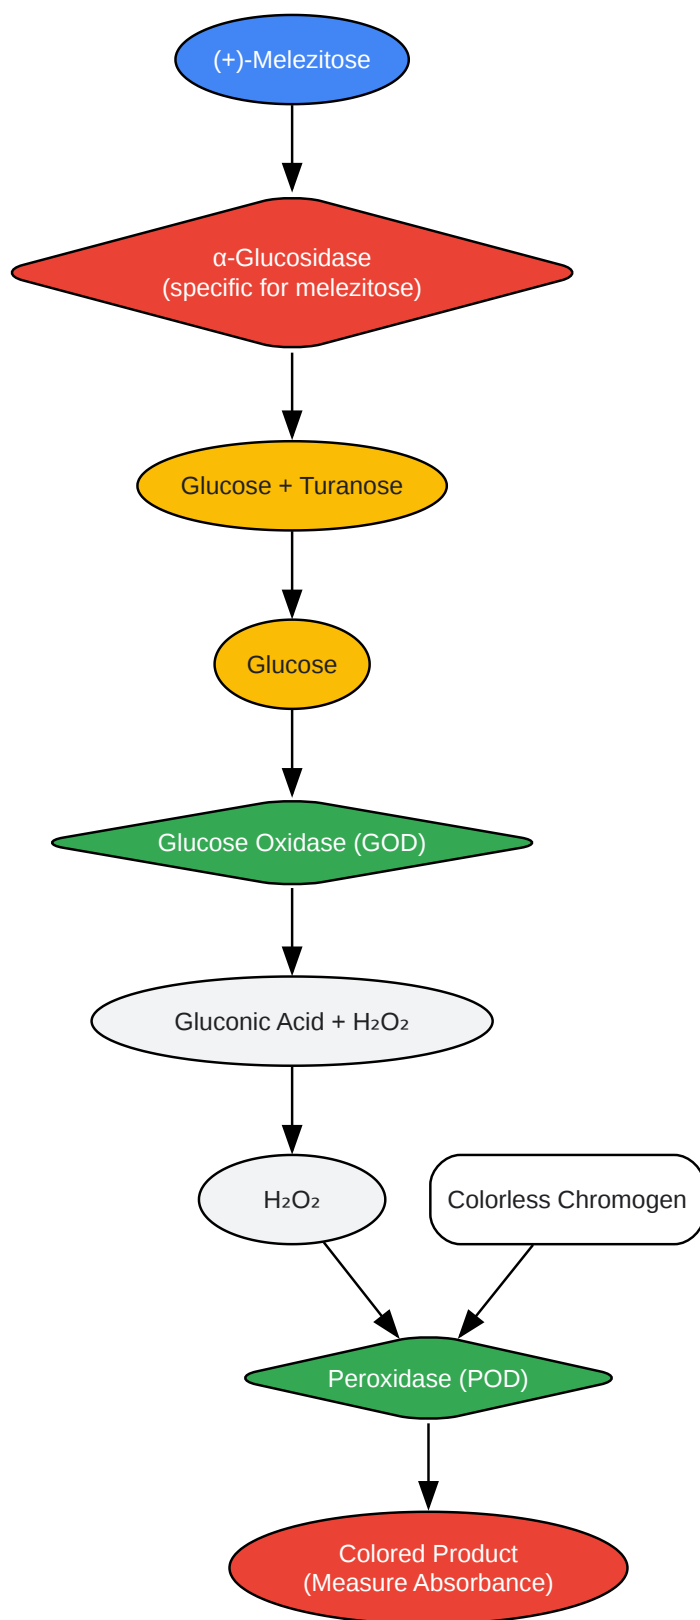 (+)-Melezitose
α-Glucosidase
(specific for melezitose)
Glucose + Turanose
Glucose
Glucose Oxidase (GOD)
Gluconic Acid + H₂O₂
H₂O₂
Colorless Chromogen
Peroxidase (POD)
Colored Product
(Measure Absorbance)